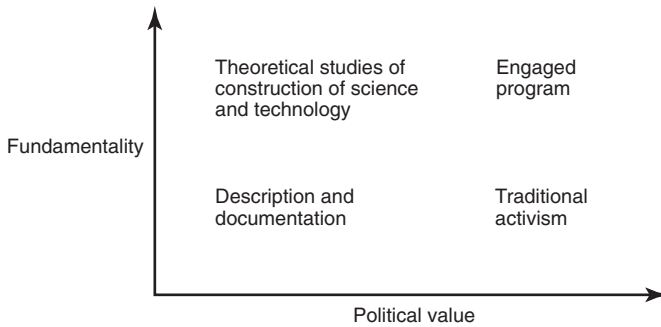 Theoretical studies of
construction of science
and technology
Engaged
program
Fundamentality
Description and
documentation
Traditional
activism
Political value